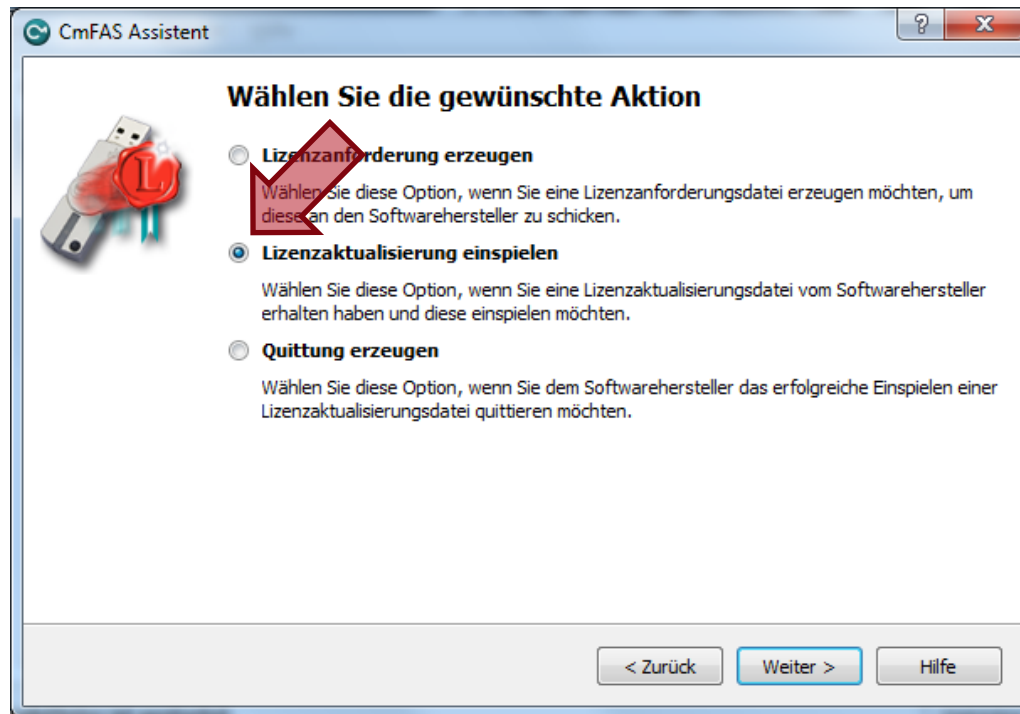 CmFAS Assistent
?
X
Wählen Sie die gewünschte Aktion
Lizenzanforderung erzeugen
Wählen Sie diese Option, wenn Sie eine Lizenzanforderungsdatei erzeugen möchten, um
diese an den Softwarehersteller zu schicken.
L
Lizenzaktualisierung einspielen
Wählen Sie diese Option, wenn Sie eine Lizenzaktualisierungsdatei vom Softwarehersteller
erhalten haben und diese einspielen möchten.
Quittung erzeugen
Wählen Sie diese Option, wenn Sie dem Softwarehersteller das erfolgreiche Einspielen einer
Lizenzaktualisierungsdatei quittieren möchten.
< Zurück
Weiter >
Hilfe